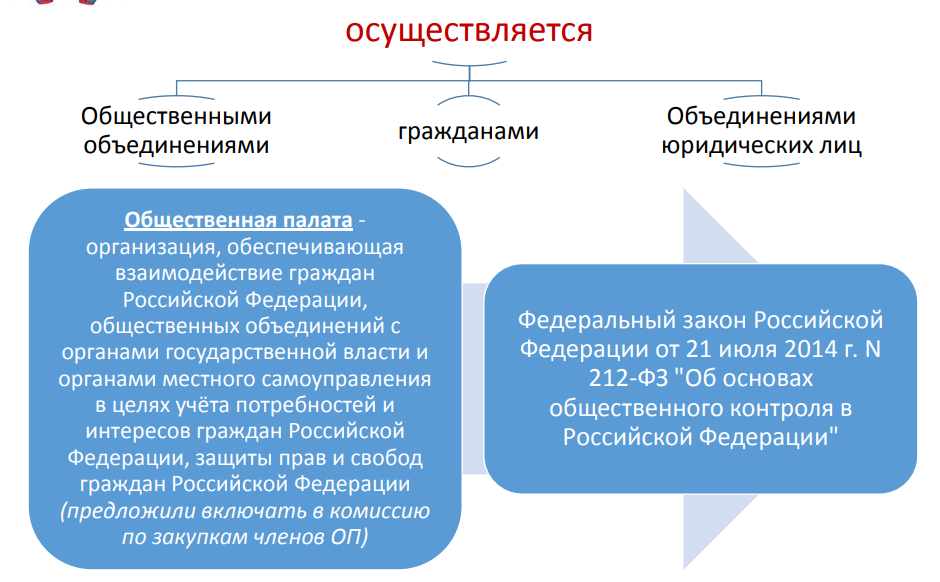 осуществляется
Общественными
объединениями
гражданами
Объединениями
юридических лиц
Общественная палата -
организация, обеспечивающая
взаимодействие граждан
Российской Федерации,
общественных объединений с
органами государственной власти и
органами местного самоуправления
в целях учёта потребностей и
интересов граждан Российской
Федерации, защиты прав и свобод
граждан Российской Федерации
(предложили включать в комиссию
по закупкам членов ОП)
Федеральный закон Российской
Федерации от 21 июля 2014 г. N
212-ФЗ "Об основах
общественного контроля в
Российской Федерации"